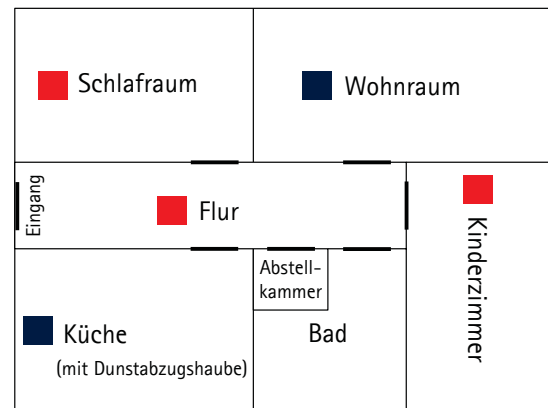 Schlafraum
Wohnraum
Eingang
Flur
Kinderzimmer
Abstell-
kammer
Küche
(mit Dunstabzugshaube)
Bad